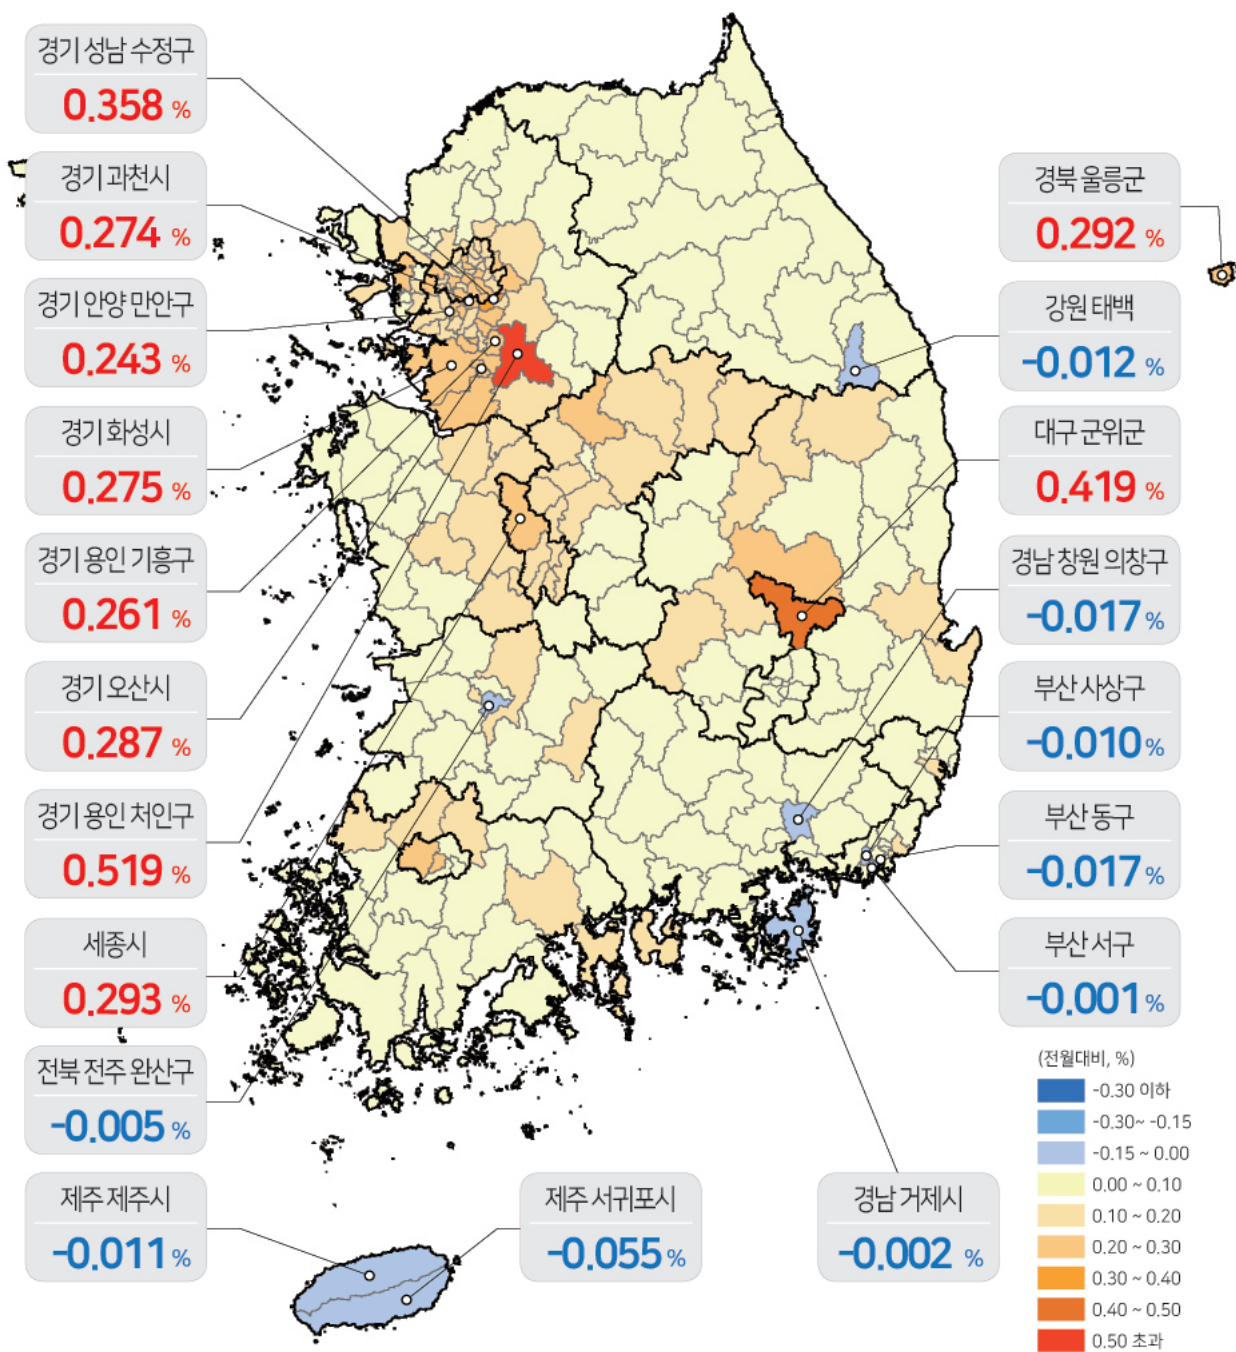 경기 성남 수정구
0.358 %
경기 과천시
0.274 %
경기 안양 만안구
0.243 %
경기 화성시
0.275 %
경기 용인 기흥구
0.261 %
경기 오산시
0.287 %
경기 용인 처인구
0.519 %
세종시
0.293 %
전북 전주 완산구
-0.005 %
제주 제주시
-0.011 %
제주 서귀포시
-0.055 %
경남 거제시
-0.002 %
경북 울릉군
0.292 %
강원 태백
-0.012 %
대구 군위군
0.419 %
경남 창원 의창구
-0.017 %
부산 사상구
-0.010 %
부산 동구
-0.017 %
부산 서구
-0.001 %
(전월대비, %)
-0.30 이하
-0.30~ -0.15
-0.15 ~ 0.00
0.00 ~ 0.10
0.10 ~ 0.20
0.20 ~ 0.30
0.30 ~ 0.40
0.40 ~ 0.50
0.50 초과